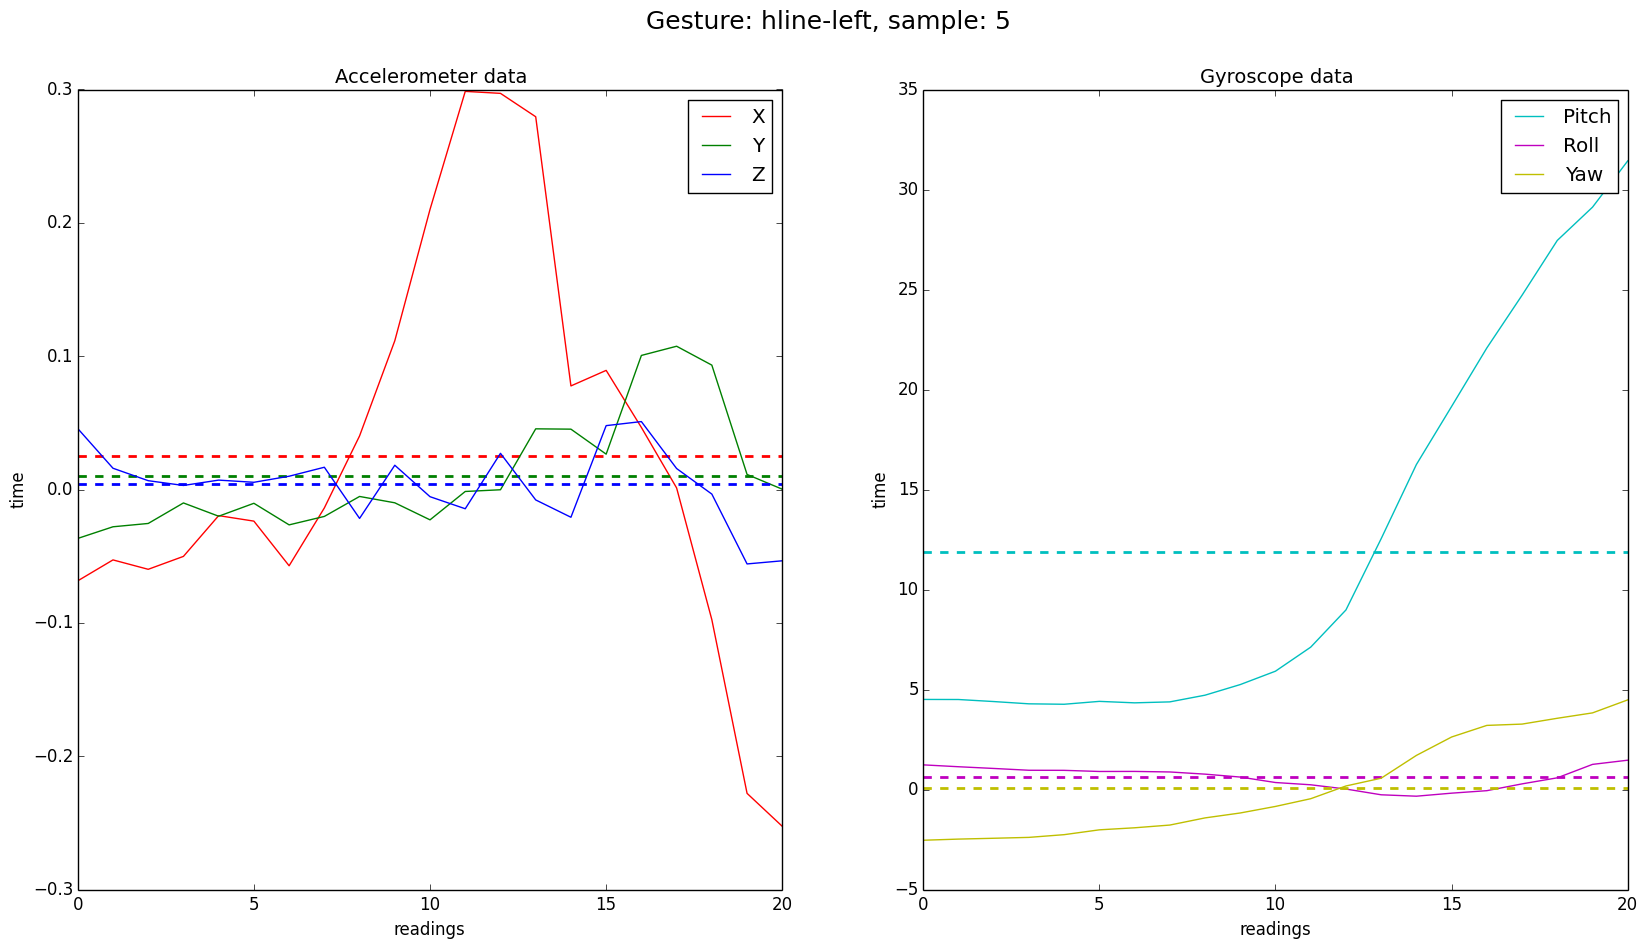 Gesture: hline-left, sample: 5
Accelerometer data
0.3
0.2
0.1
0.0
−0.1
−0.2
−0.3
time
0 5 10 15 20
readings
X
Y
Z
Gyroscope data
35
30
25
20
15
10
5
0
−5
time
0 5 10 15 20
readings
Pitch
Roll
Yaw